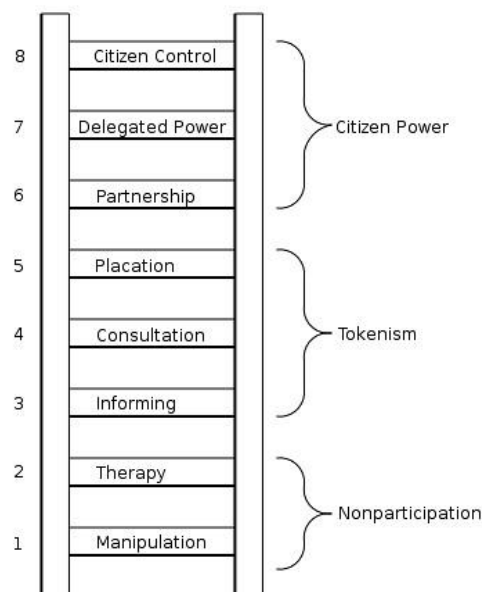 8 Citizen Control
7 Delegated Power Citizen Power
6 Partnership
5 Placation
4 Consultation Tokenism
3 Informing
2 Therapy
Nonparticipation
1 Manipulation